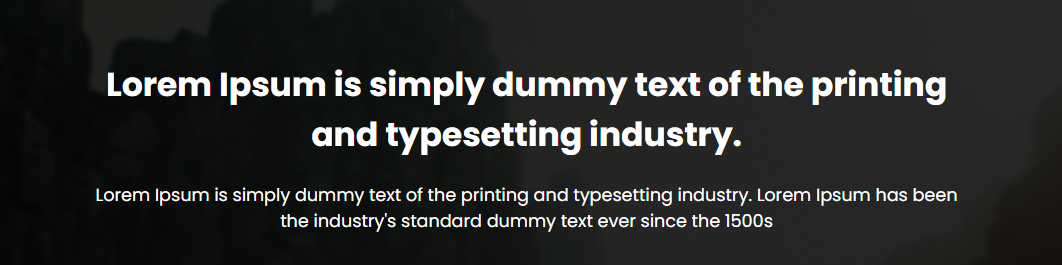 Lorem Ipsum is simply dummy text of the printing
and typesetting industry.
Lorem Ipsum is simply dummy text of the printing and typesetting industry. Lorem Ipsum has been
the industry's standard dummy text ever since the 1500s